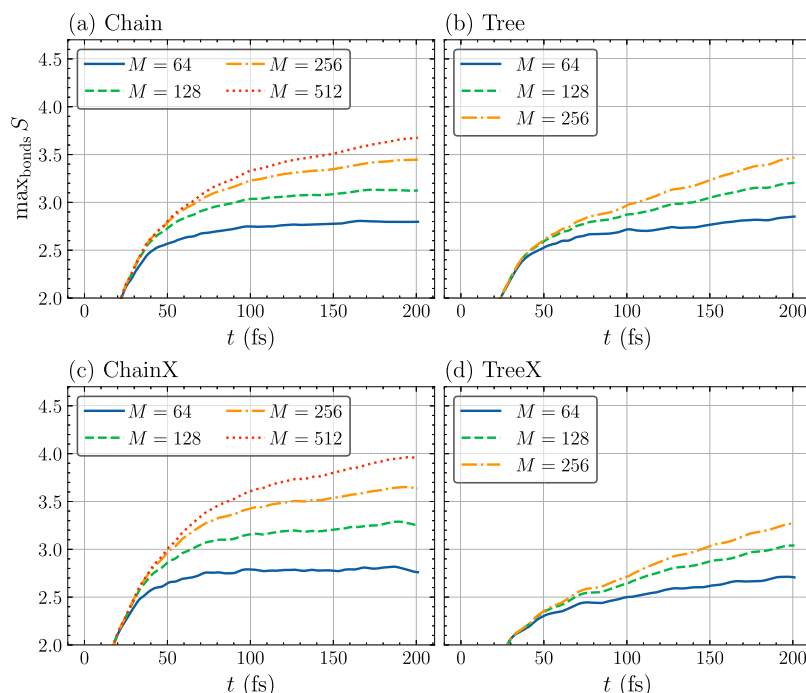 (a) Chain
(b) Tree
4.5
4.0
3.5
3.0
2.5
2.0
max_bonds S
M = 64
M = 128
M = 256
M = 512
M = 64
M = 128
M = 256
0 50 100 150 200
0 50 100 150 200
t (fs)
t (fs)
(c) ChainX
(d) TreeX
4.5
4.0
3.5
3.0
2.5
2.0
M = 64
M = 128
M = 256
M = 512
M = 64
M = 128
M = 256
0 50 100 150 200
0 50 100 150 200
t (fs)
t (fs)